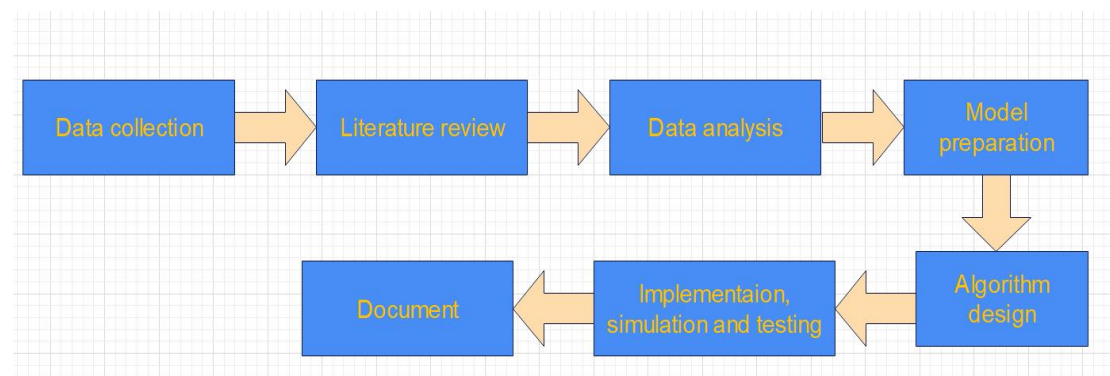 Data collection
Literature review
Data analysis
Model
preparation
Algorithm
design
Implementaion,
simulation and testing
Document